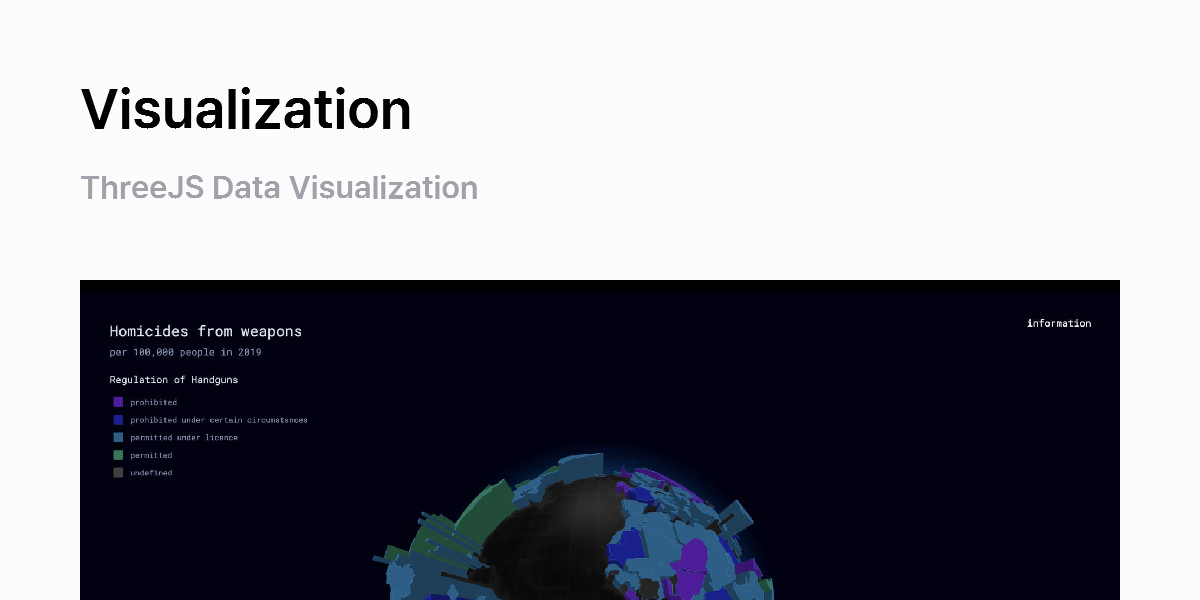 Visualization
ThreeJS Data Visualization
Homicides from weapons
information
per 100,000 people in 2019
Regulation of Handguns
prohibited
prohibited under certain circumstances
permitted under licence
permitted
undefined